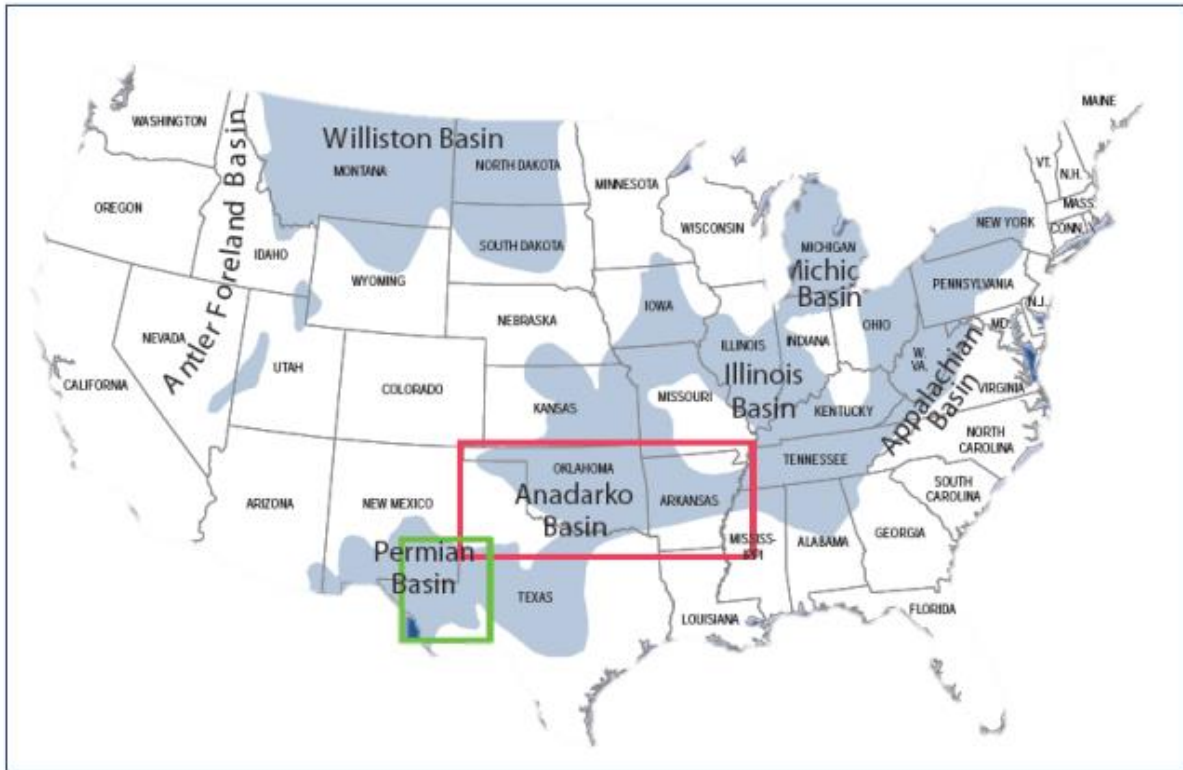 MAINE
WASHINGTON
Williston Basin
MONTANA
NORTH DAKOTA
MINNESOTA
VT.
N.H.
OREGON
Antler Foreland Basin
IDAHO
SOUTH DAKOTA
WISCONSIN
MICHIGAN
Michic
Basin
NEW YORK
MASS.
CONN.
WYOMING
IOWA
PENNSYLVANIA
N.J.
NEVADA
NEBRASKA
ILLINOIS
INDIANA
OHIO
MD.
W.
VA.
CALIFORNIA
UTAH
COLORADO
KANSAS
MISSOURI
Illinois
Basin
KENTUCKY
Appalachian
Basin
VIRGINIA
NORTH
CAROLINA
ARIZONA
NEW MEXICO
OKLAHOMA
Anadarko
Basin
ARKANSAS
TENNESSEE
SOUTH
CAROLINA
MISSIS-
ALABAMA
GEORGIA
Permian
Basin
TEXAS
LOUISIANA
FLORIDA